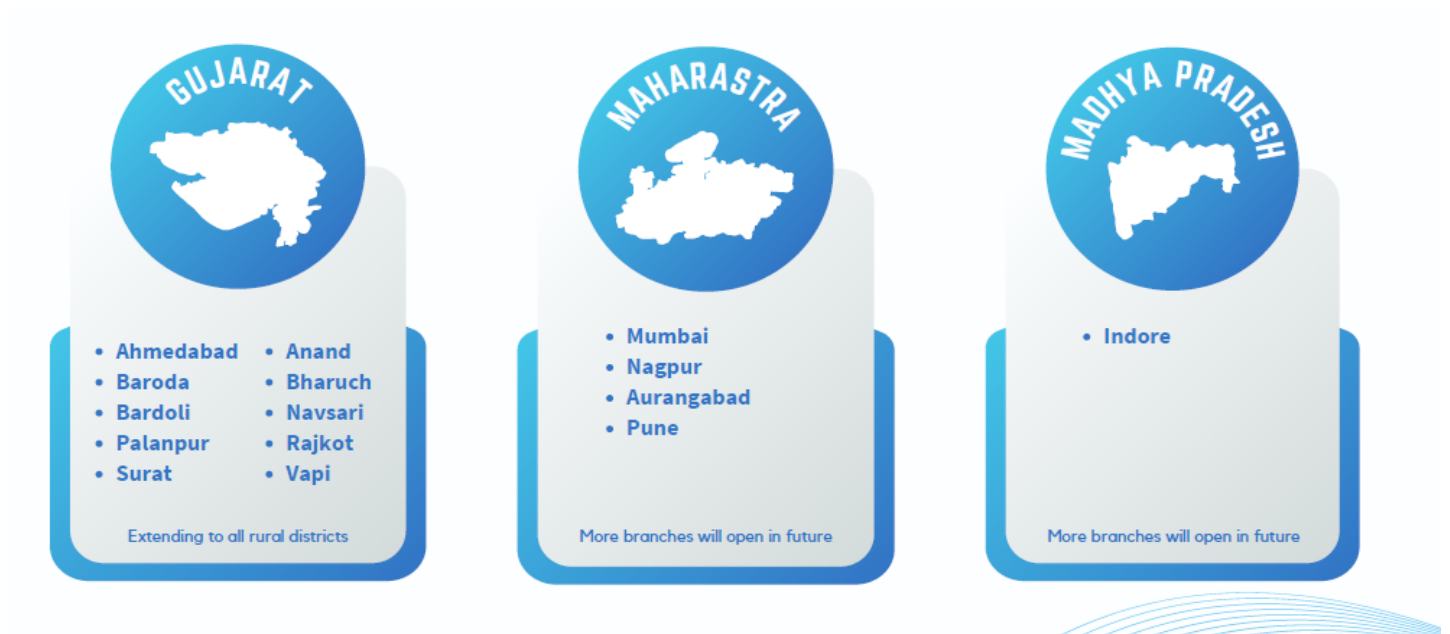 GUJARAT
• Ahmedabad
• Baroda
• Bardoli
• Palanpur
• Surat
• Anand
• Bharuch
• Navsari
• Rajkot
• Vapi
Extending to all rural districts
MAHARASTRA
• Mumbai
• Nagpur
• Aurangabad
• Pune
More branches will open in future
MADHYA PRADESH
• Indore
More branches will open in future